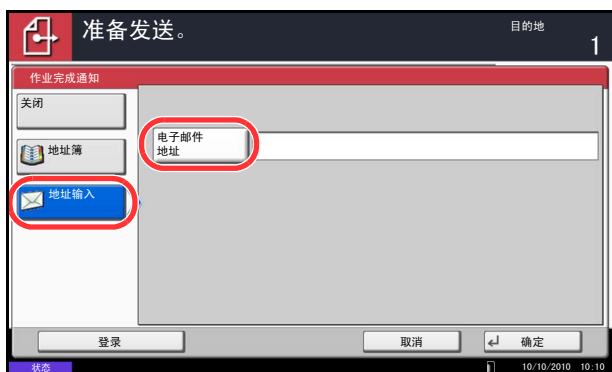 准备发送。
目的地
1
作业完成通知
关闭
地址簿
地址输入
电子邮件
地址
登录
取消
确定
状态
10/10/2010 10:10